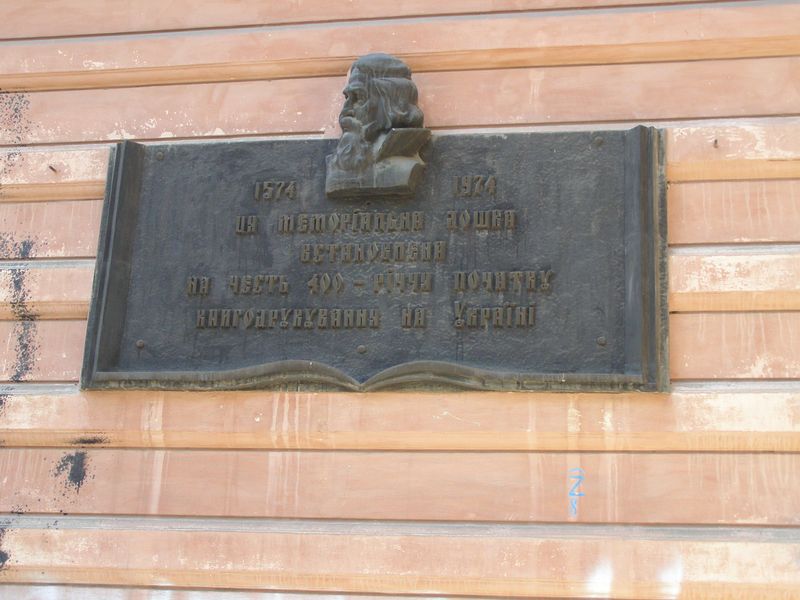 1574 1974
ЦЯ МЕМОРІАЛЬНА ДОШКА
ВСТАНОВЛЕНА
НА ЧЕСТЬ 400-РІЧЧЯ ПОЧАТКУ
КНИГОДРУКУВАННЯ НА УКРАЇНІ